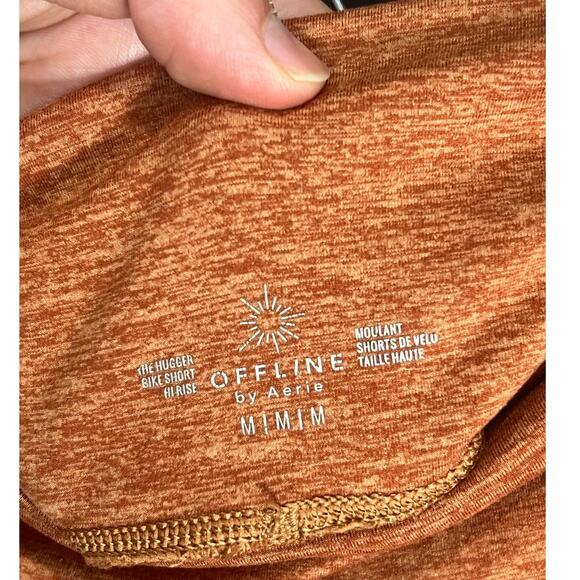 THE HUGGER
BIKE SHORT
HI RISE
OFFLINE
by Aerie
M|M|M
MOULANT
SHORTS DE VELO
TAILLE HAUTE